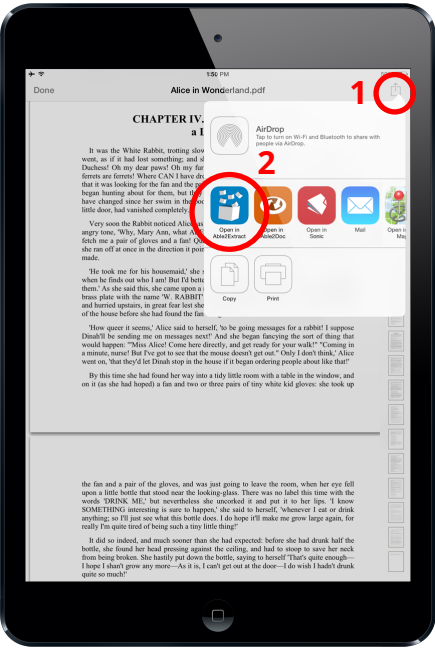 1:50 PM
Done
Alice in Wonderland.pdf
1
CHAPTER IV.
a
AirDrop
Tap to turn on Wi-Fi and Bluetooth to share with
people via AirDrop.
2
Open in
Able2Extract
Open in
Able2Doc
Open in
Sonic
Mail
Open in
Copy
Print
It was the White Rabbit, trotting
went, as if it had lost something; and
Duchess! Oh my dear paws! Oh my
ferrets are ferrets! Where CAN I have
that it was looking for the fan and the
began hunting about for them, but
have changed since her swim in the
little door, had vanished completely.
Very soon the Rabbit noticed
angry tone, 'Why, Mary Ann, what
fetch me a pair of gloves and a fan!
she ran off at once in the direction it
made.
'He took me for his housemaid,' she
when he finds out who I am! But I'd
them.' As she said this, she came upon a
brass plate with the name 'W. RABBIT'
and hurried upstairs, in great fear lest
of the house before she had found the
'How queer it seems,' Alice said to herself, 'to be going messages for a rabbit! I suppose
Dinah'll be sending me on messages next!' And she began fancying the sort of thing that
would happen: '"Miss Alice! Come here directly, and get ready for your walk!" "Coming in
a minute, nurse! But I've got to see that the mouse doesn't get out." Only I don't think,' Alice
went on, 'that they'd let Dinah stop in the house if it began ordering people about like that!'
By this time she had found her way into a tidy little room with a table in the window, and
on it (as she had hoped) a fan and two or three pairs of tiny white kid gloves: she took up
the fan and a pair of the gloves, and was just going to leave the room, when her eye fell
upon a little bottle that stood near the looking-glass. There was no label this time with the
words 'DRINK ME,' but nevertheless she uncorked it and put it to her lips. 'I know
SOMETHING interesting is sure to happen,' she said to herself, 'whenever I eat or drink
anything; so I'll just see what this bottle does. I do hope it'll make me grow large again, for
really I'm quite tired of being such a tiny little thing!'
It did so indeed, and much sooner than she had expected: before she had drunk half the
bottle, she found her head pressing against the ceiling, and had to stoop to save her neck
from being broken. She hastily put down the bottle, saying to herself 'That's quite enough—
I hope I shan't grow any more—As it is, I can't get out at the door—I do wish I hadn't drunk
quite so much!'